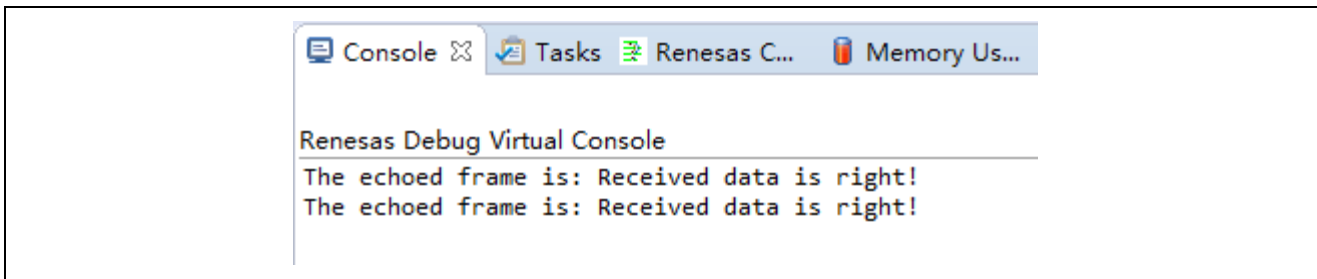 Console Tasks Renesas C... Memory Us...
Renesas Debug Virtual Console
The echoed frame is: Received data is right!
The echoed frame is: Received data is right!